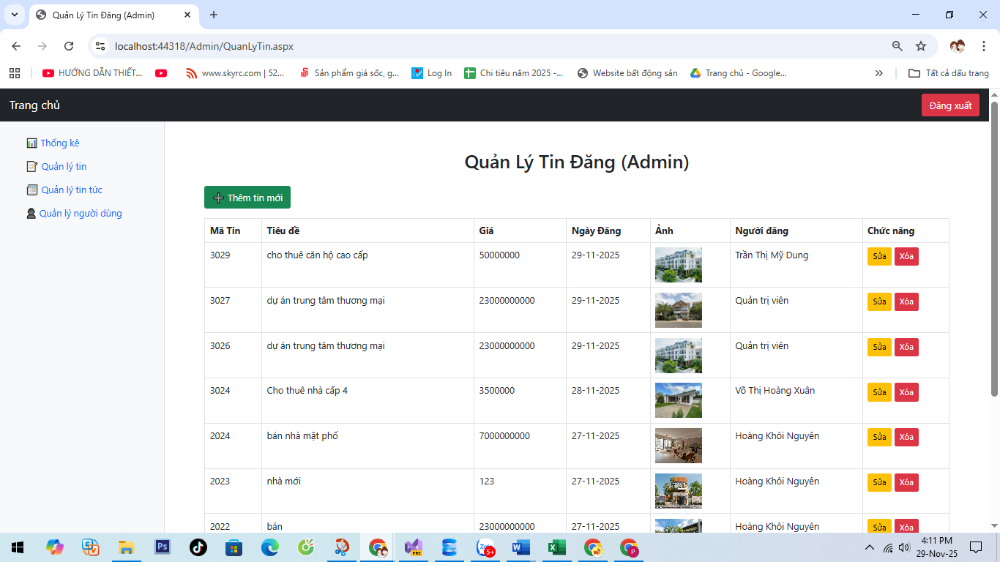 Quản Lý Tin Đăng (Admin)
localhost:44318/Admin/QuanLyTin.aspx
HƯỚNG DẪN THIẾT...
www.skyrc.com | 52...
Sản phẩm giá sốc, g...
Log In
Chi tiêu năm 2025 -...
Website bất động sản
Trang chủ - Google...
Tất cả dấu trang
Trang chủ
Đăng xuất
Thống kê
Quản lý tin
Quản lý tin tức
Quản lý người dùng
Quản Lý Tin Đăng (Admin)
Thêm tin mới
Mã Tin Tiêu đề Giá Ngày Đăng Ảnh Người đăng Chức năng
3029 cho thuê căn hộ cao cấp 50000000 29-11-2025 Trần Thị Mỹ Dung Sửa Xóa
3027 dự án trung tâm thương mại 23000000000 29-11-2025 Quản trị viên Sửa Xóa
3026 dự án trung tâm thương mại 23000000000 29-11-2025 Quản trị viên Sửa Xóa
3024 Cho thuê nhà cấp 4 3500000 28-11-2025 Võ Thị Hoàng Xuân Sửa Xóa
2024 bán nhà mặt phố 7000000000 27-11-2025 Hoàng Khôi Nguyên Sửa Xóa
2023 nhà mới 123 27-11-2025 Hoàng Khôi Nguyên Sửa Xóa
2022 bán 23000000000 27-11-2025 Hoàng Khôi Nguyên Sửa Xóa
Ps
PRE
Zalo
5+
W
X
P
4:11 PM
29-Nov-25